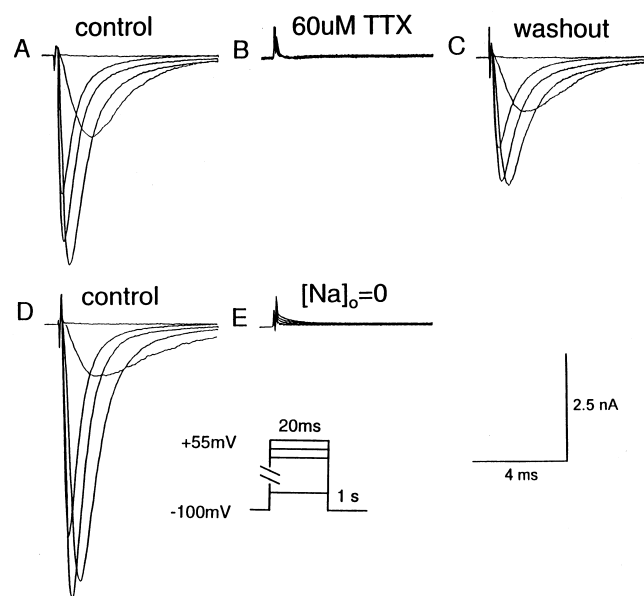 A
control
B
60uM TTX
C
washout
D
control
E
[Na]o=0
2.5 nA
4 ms
20ms
+55mV
1 s
-100mV